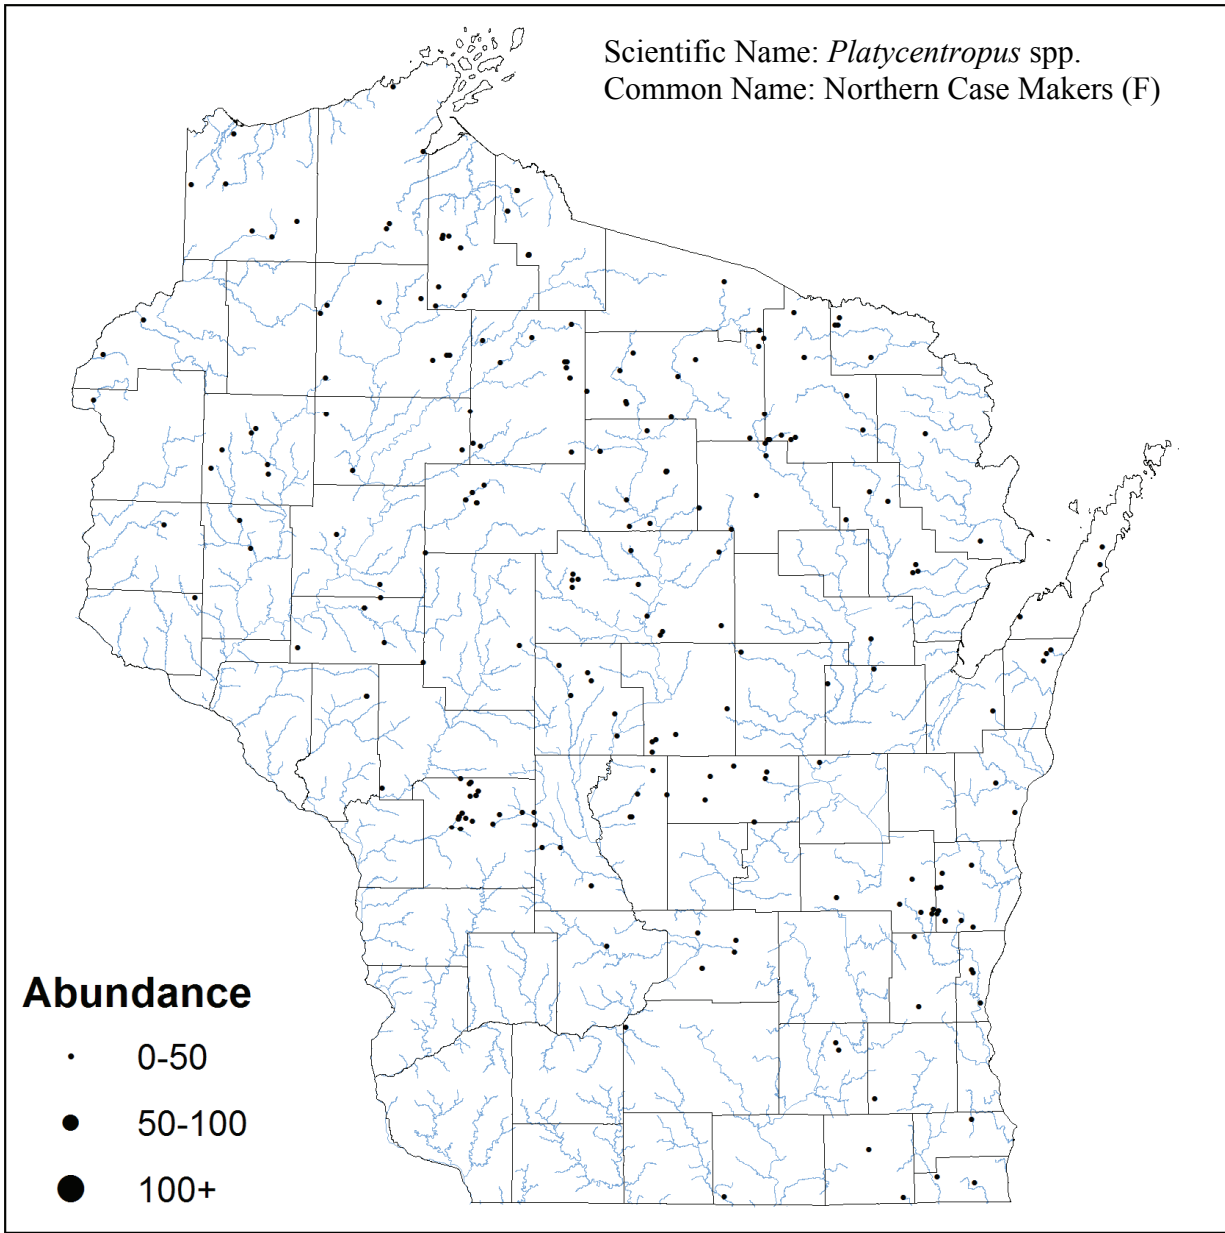 Scientific Name: Platycentropus spp.
Common Name: Northern Case Makers (F)
Abundance
0-50
50-100
100+